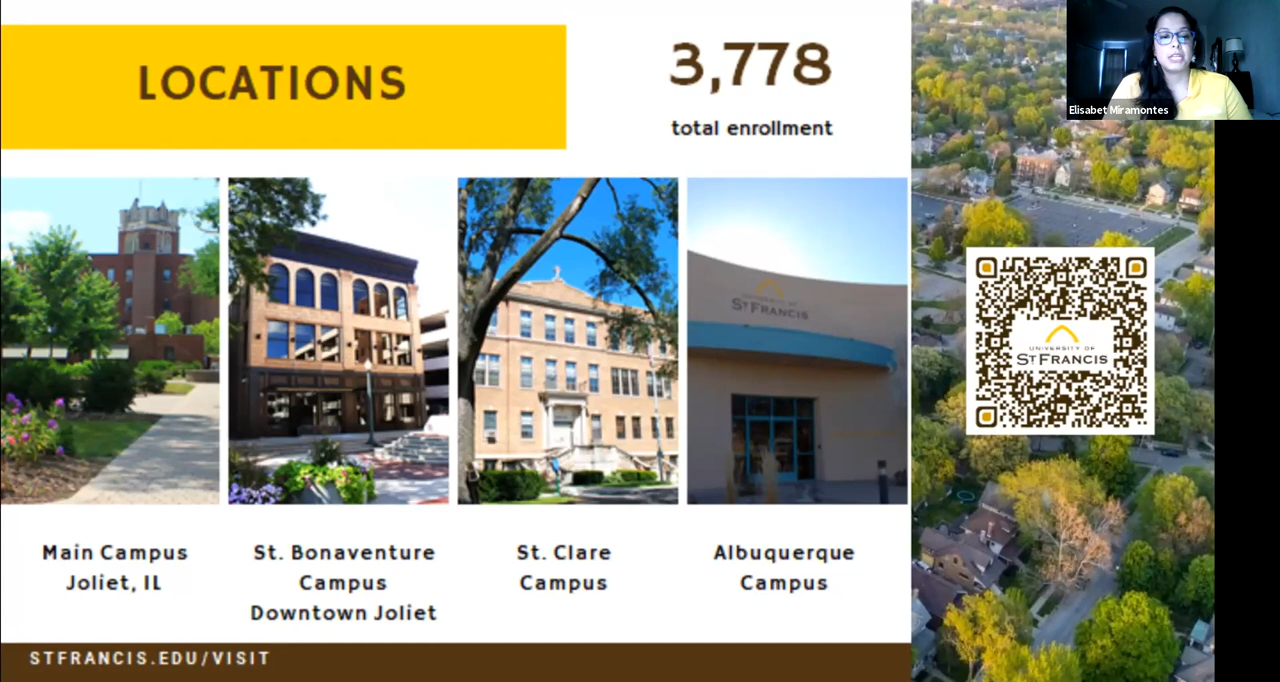 LOCATIONS
3,778
total enrollment
Elisabet Miramontes
UNIVERSITY OF
ST FRANCIS
UNIVERSITY OF
ST FRANCIS
Main Campus
Joliet, IL
St. Bonaventure
Campus
Downtown Joliet
St. Clare
Campus
Albuquerque
Campus
STFRANCIS.EDU/VISIT